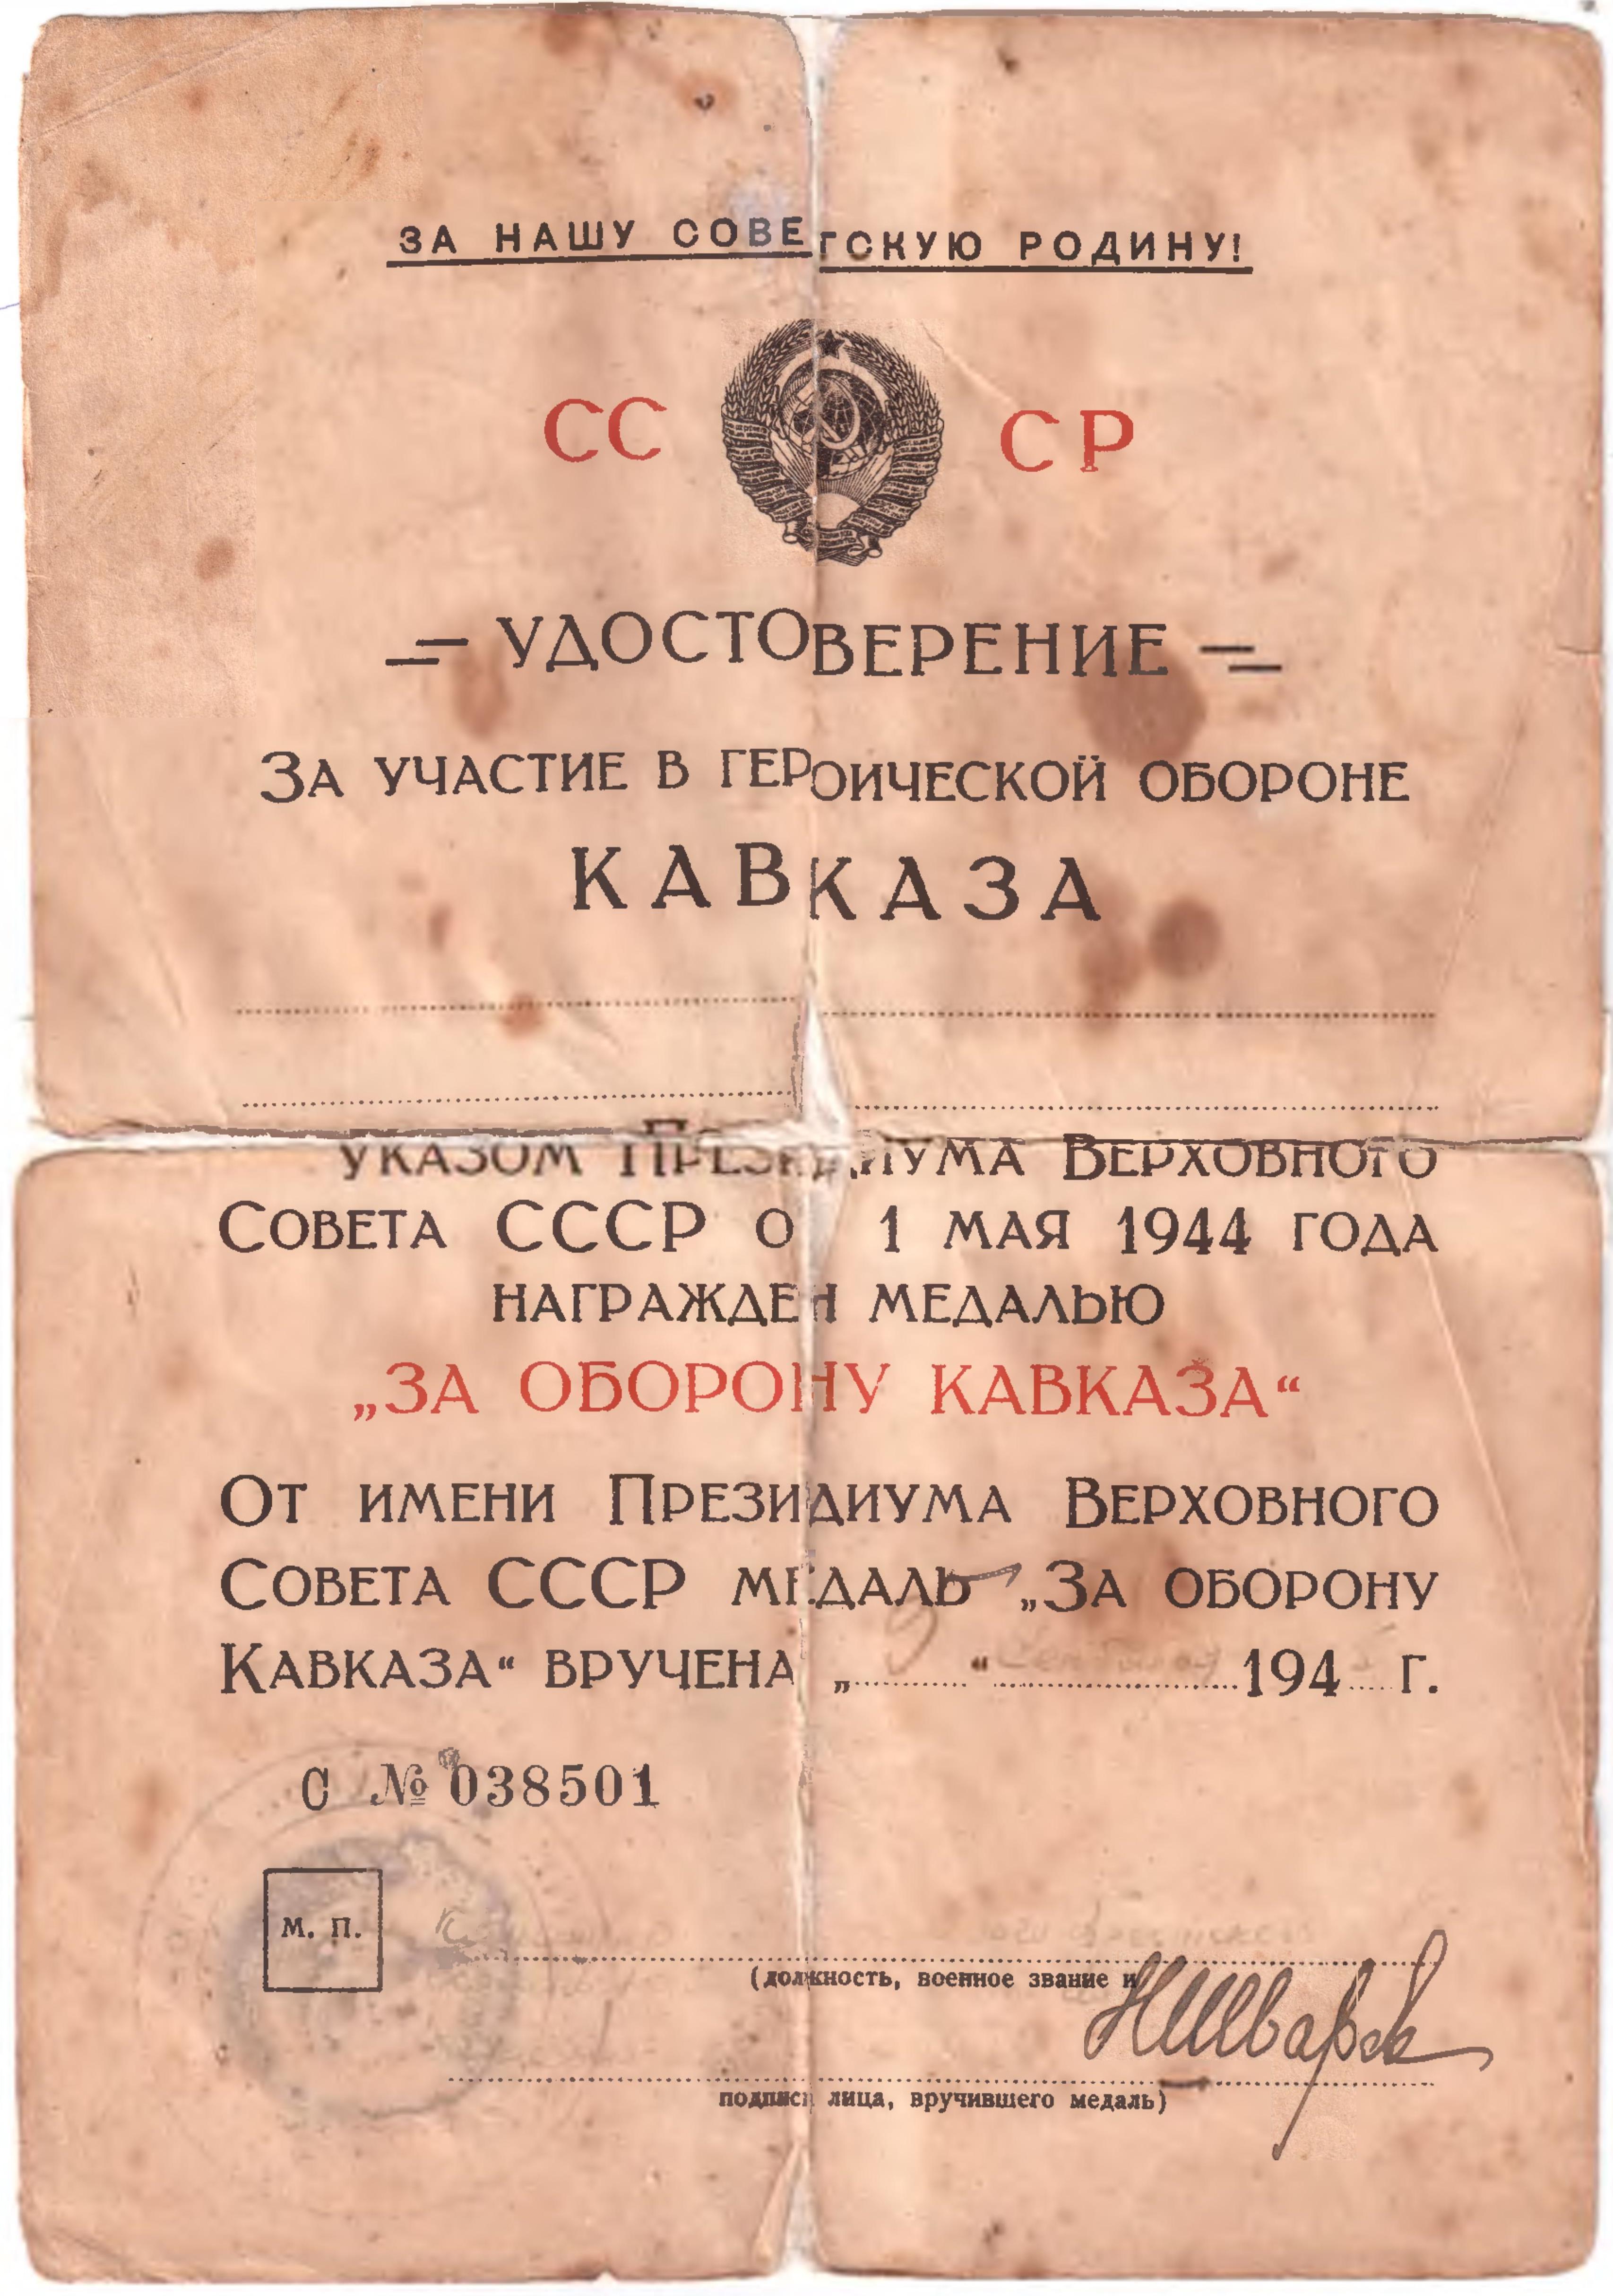 ЗА НАШУ СОВЕТСКУЮ РОДИНУ!
СС СР
УДОСТОВЕРЕНИЕ
ЗА УЧАСТИЕ В ГЕРОИЧЕСКОЙ ОБОРОНЕ
КАВКАЗА
УКАЗОМ ПРЕЗИДИУМА ВЕРХОВНОГО
СОВЕТА СССР О 1 МАЯ 1944 ГОДА
НАГРАЖДЕН МЕДАЛЬЮ
„ЗА ОБОРОНУ КАВКАЗА“
ОТ ИМЕНИ ПРЕЗИДИУМА ВЕРХОВНОГО
СОВЕТА СССР МЕДАЛЬ „ЗА ОБОРОНУ
КАВКАЗА“ ВРУЧЕНА „ “ 194 Г.
С № 038501
М. П.
(должность, военное звание и
подпись лица, вручившего медаль)